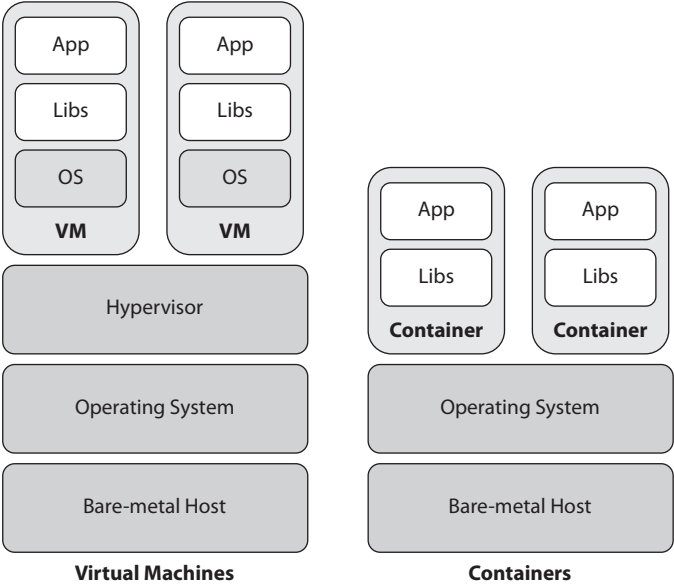 App
Libs
OS
VM
App
Libs
OS
VM
Hypervisor
Operating System
Bare-metal Host
Virtual Machines
App
Libs
Container
App
Libs
Container
Operating System
Bare-metal Host
Containers